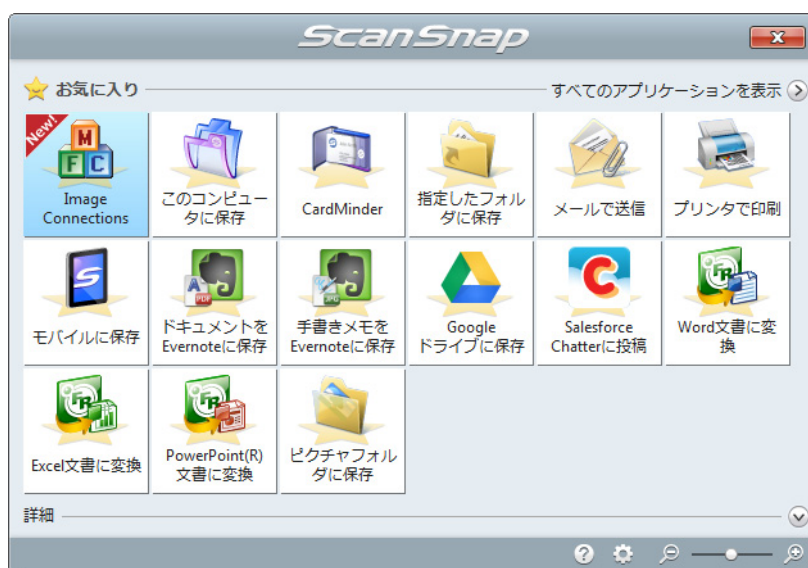 ScanSnap
お気に入り
すべてのアプリケーションを表示
New!
M
F C
Image
Connections
このコンピュー
タに保存
CardMinder
指定したフォル
ダに保存
メールで送信
プリンタで印刷
S
モバイルに保存
A
PDF
ドキュメントを
Evernoteに保存
JPG
手書きメモを
Evernoteに保存
Google
ドライブに保存
C
Salesforce
Chatterに投稿
FR
Word文書に変
換
FR
Excel文書に変換
FR
PowerPoint(R)
文書に変換
ピクチャフォル
ダに保存
詳細